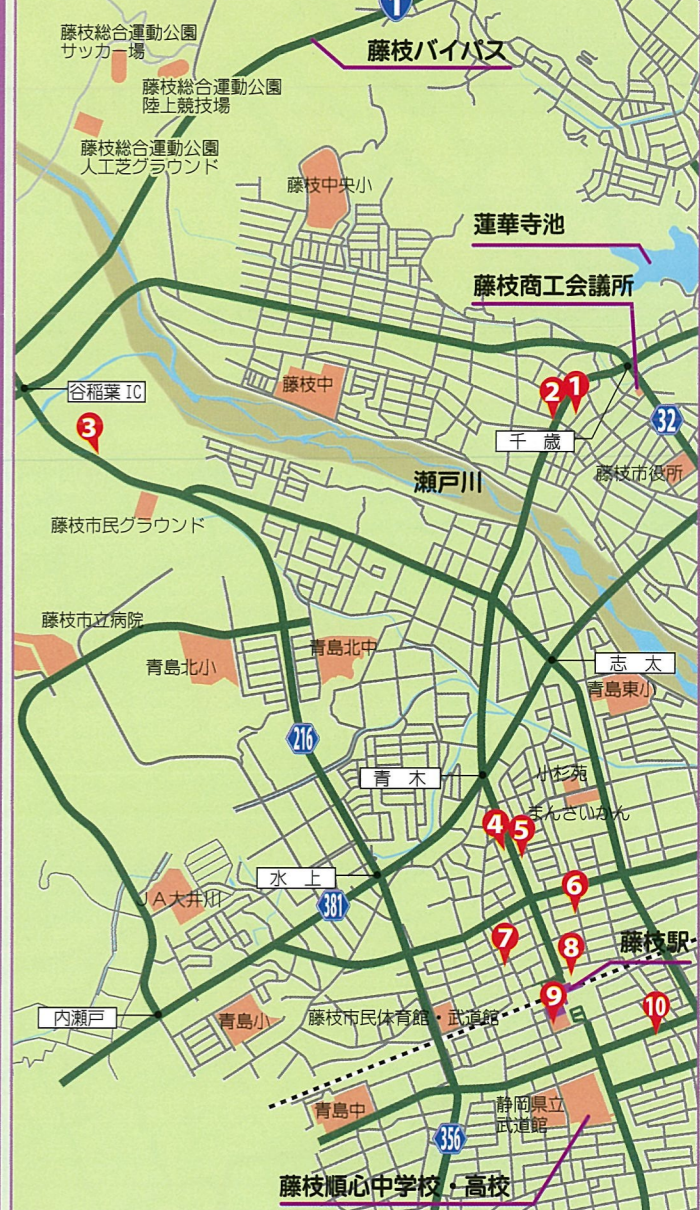 1
藤枝総合運動公園
サッカー場
藤枝バイパス
藤枝総合運動公園
陸上競技場
藤枝総合運動公園
人工芝グラウンド
藤枝中央小
蓮華寺池
藤枝商工会議所
谷稲葉IC
藤枝中
2
1
32
3
千歳
藤枝市役所
瀬戸川
藤枝市民グラウンド
藤枝市立病院
青島北小
青島北中
志太
青島東小
216
青木
小杉苑
まんさいかん
4
5
水上
6
JA大井川
381
7
8
藤枝駅
9
10
内瀬戸
青島小
藤枝市民体育館・武道館
青島中
静岡県立
武道館
356
藤枝順心中学校・高校